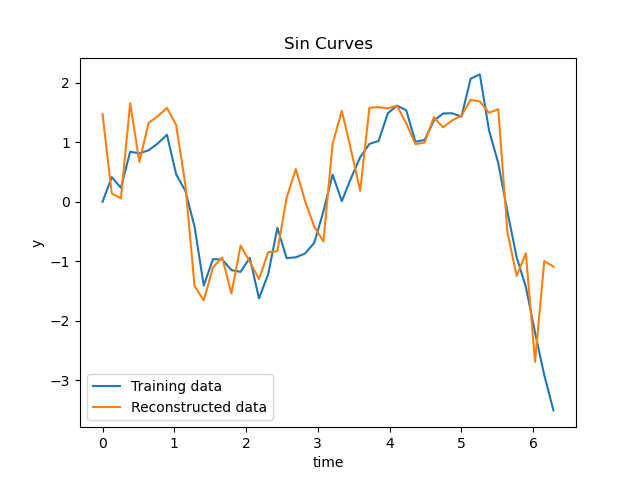 Sin Curves
2
1
0
−1
−2
−3
y
0 1 2 3 4 5 6
time
Training data
Reconstructed data